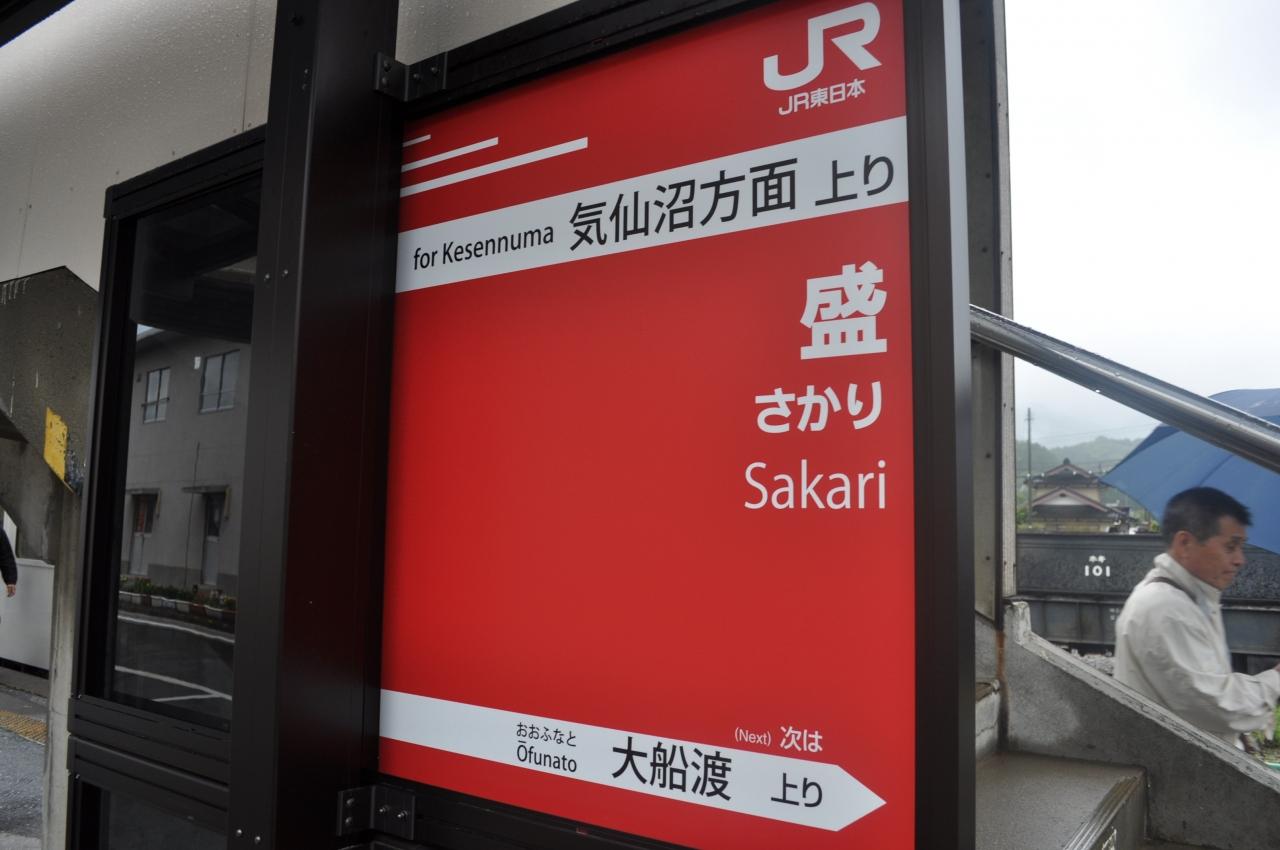 JR
JR東日本
for Kesennuma 気仙沼方面 上り
盛
さかり
Sakari
(Next) 次は
おおふなと
Ōfunato 大船渡 上り
101